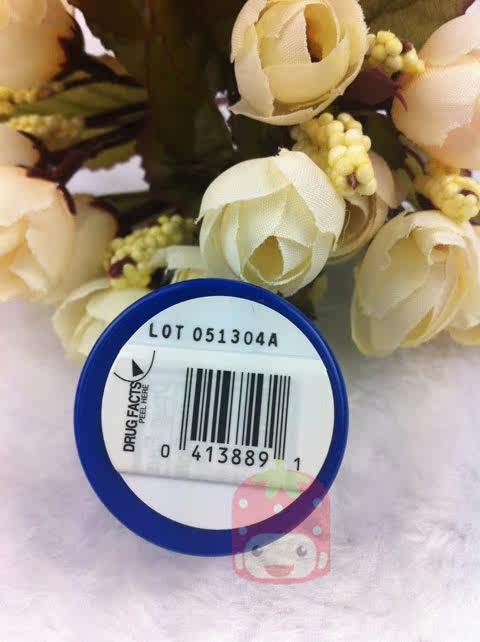 LOT 051304A
DRUG FACTS
PEEL HERE
0 413889 1